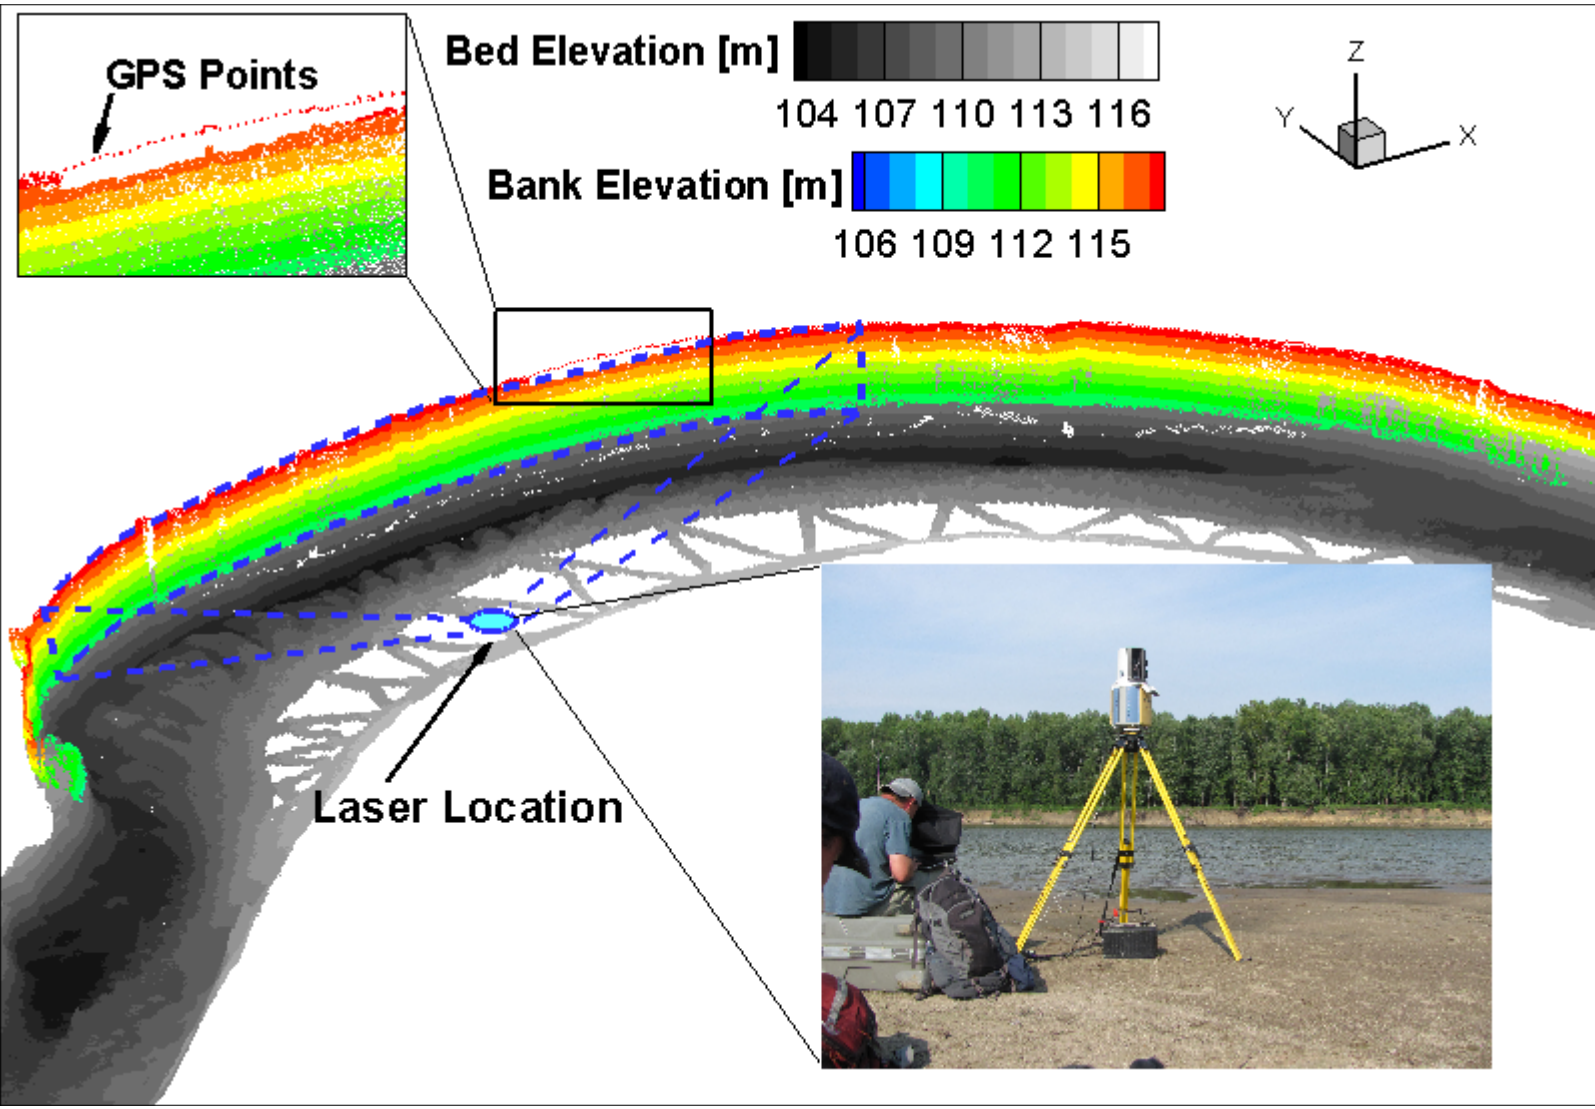 GPS Points
Bed Elevation [m]
104 107 110 113 116
Bank Elevation [m]
106 109 112 115
Z
Y
X
Laser Location